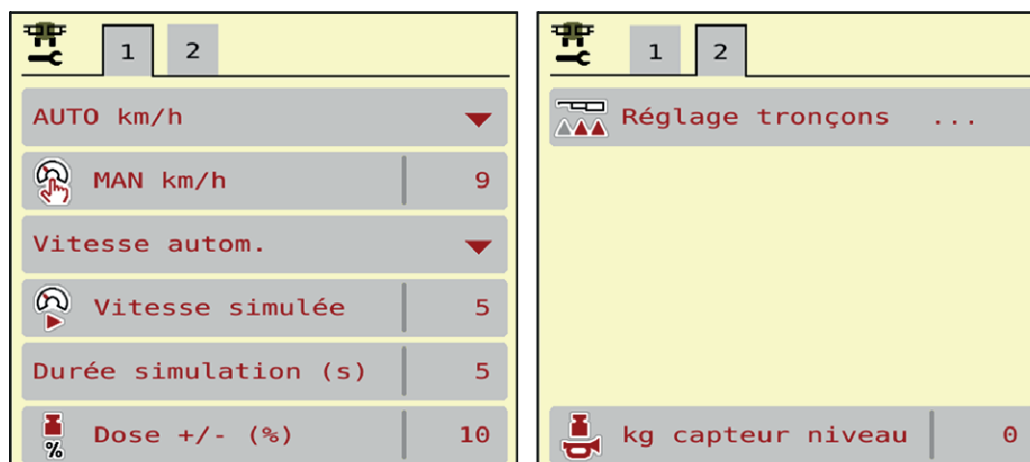 1 2
AUTO km/h
MAN km/h 9
Vitesse autom.
Vitesse simulée 5
Durée simulation (s) 5
% Dose +/- (%) 10
1 2
Réglage tronçons ...
kg capteur niveau 0